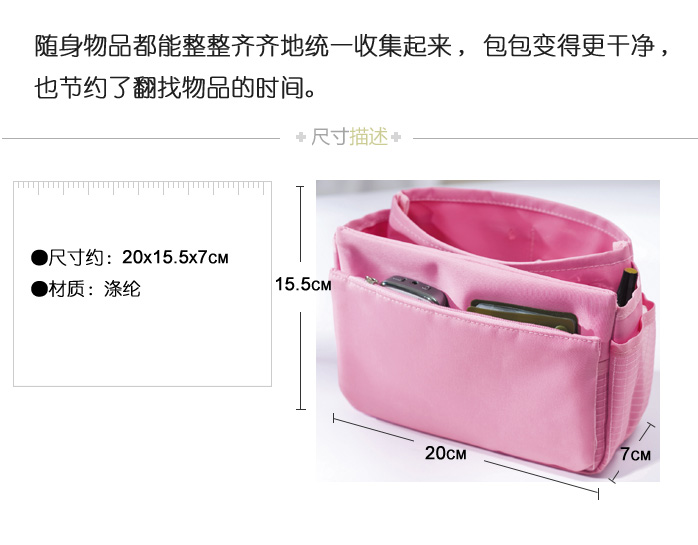 随身物品都能整整齐齐地统一收集起来，包包变得更干净，
也节约了翻找物品的时间。
尺寸描述
●尺寸约：20x15.5x7CM
●材质：涤纶
15.5CM
20CM
7CM